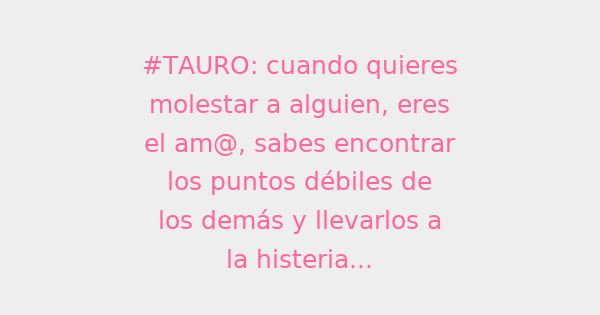 #TAURO: cuando quieres
molestar a alguien, eres
el am@, sabes encontrar
los puntos débiles de
los demás y llevarlos a
la histeria...